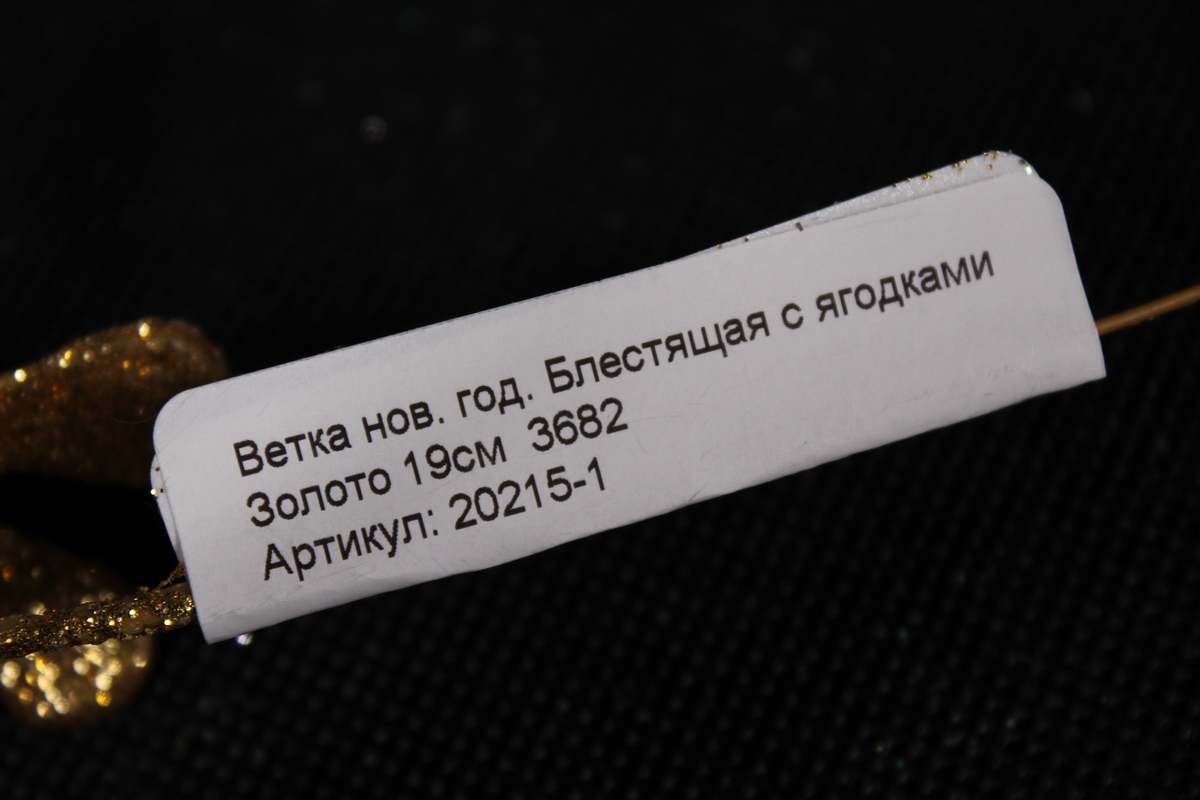 Ветка нов. год. Блестящая с ягодками
Золото 19см 3682
Артикул: 20215-1